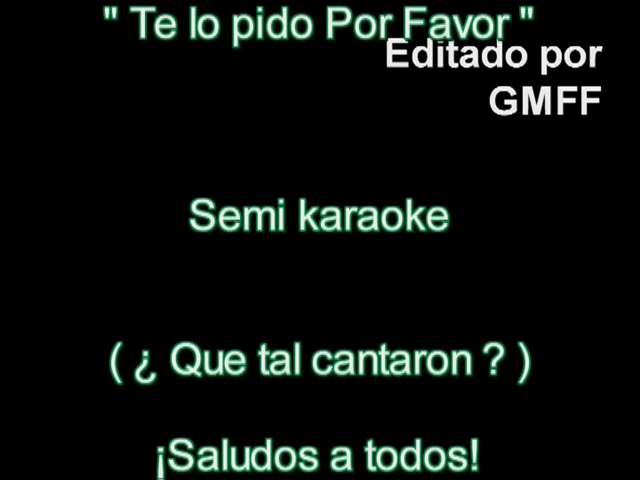 " Te lo pido Por Favor "
Editado por
GMFF
Semi karaoke
( ¿ Que tal cantaron ? )
¡Saludos a todos!